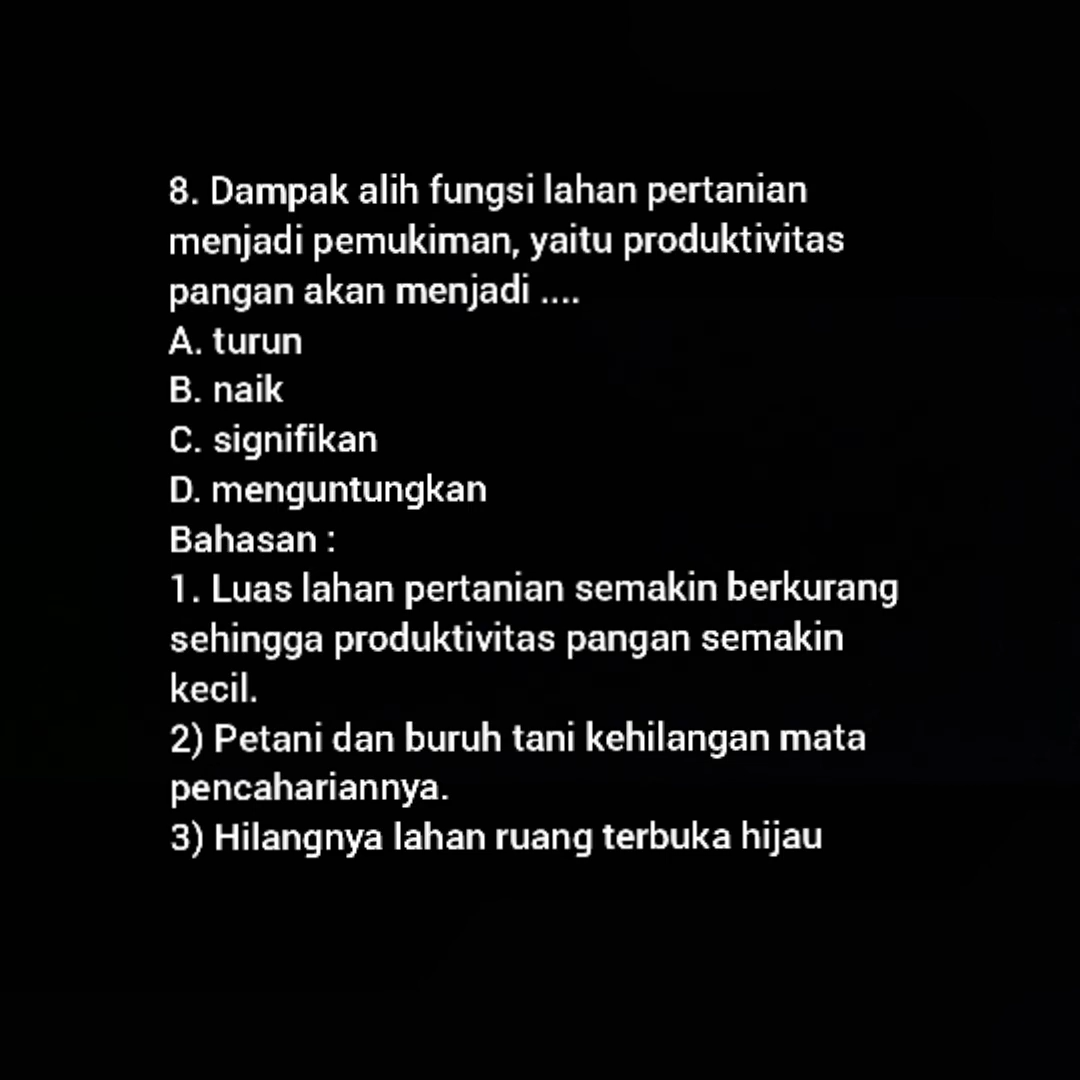 8. Dampak alih fungsi lahan pertanian
menjadi pemukiman, yaitu produktivitas
pangan akan menjadi ....
A. turun
B. naik
C. signifikan
D. menguntungkan
Bahasan :
1. Luas lahan pertanian semakin berkurang
sehingga produktivitas pangan semakin
kecil.
2) Petani dan buruh tani kehilangan mata
pencahariannya.
3) Hilangnya lahan ruang terbuka hijau